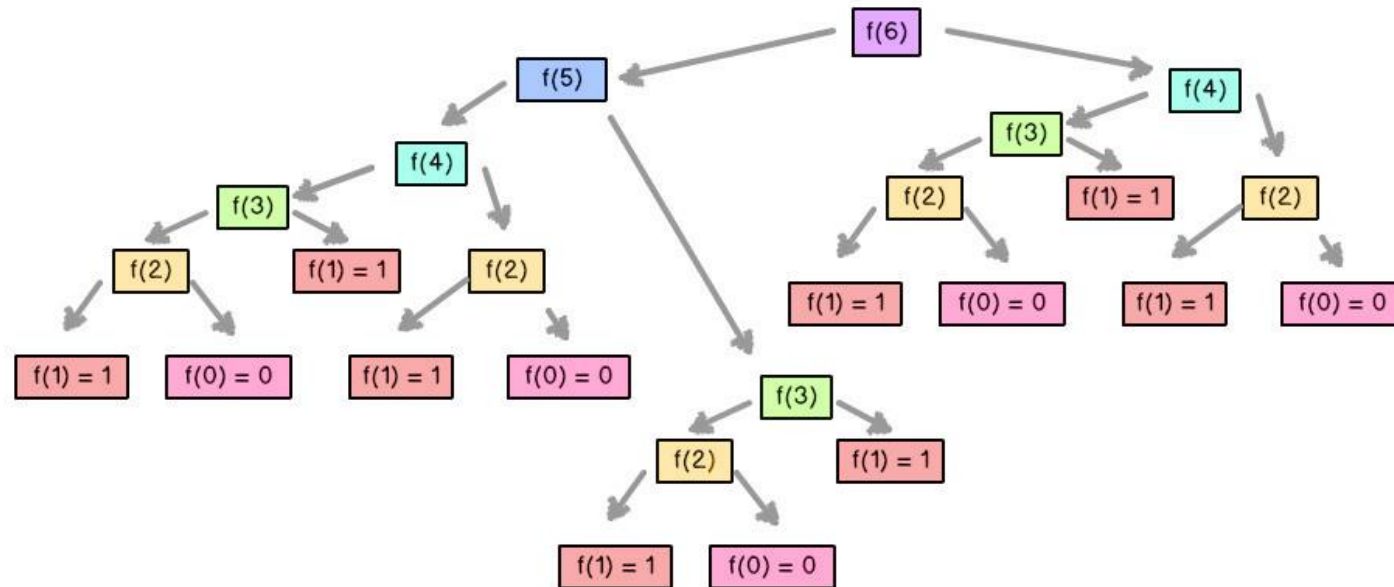 f(6)
f(5)
f(4)
f(3)
f(4)
f(2)
f(1) = 1
f(2)
f(3)
f(2)
f(1) = 1
f(2)
f(1) = 1
f(0) = 0
f(1) = 1
f(0) = 0
f(1) = 1
f(0) = 0
f(1) = 1
f(0) = 0
f(3)
f(2)
f(1) = 1
f(1) = 1
f(0) = 0